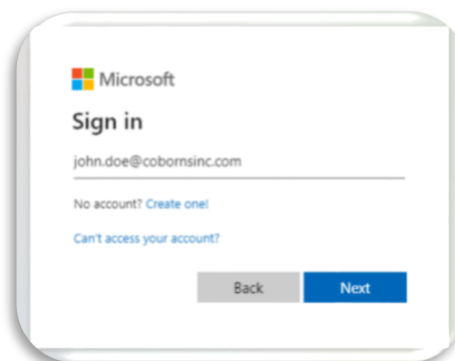 Microsoft
Sign in
john.doe@cobornsinc.com
No account? Create one!
Can't access your account?
Back Next